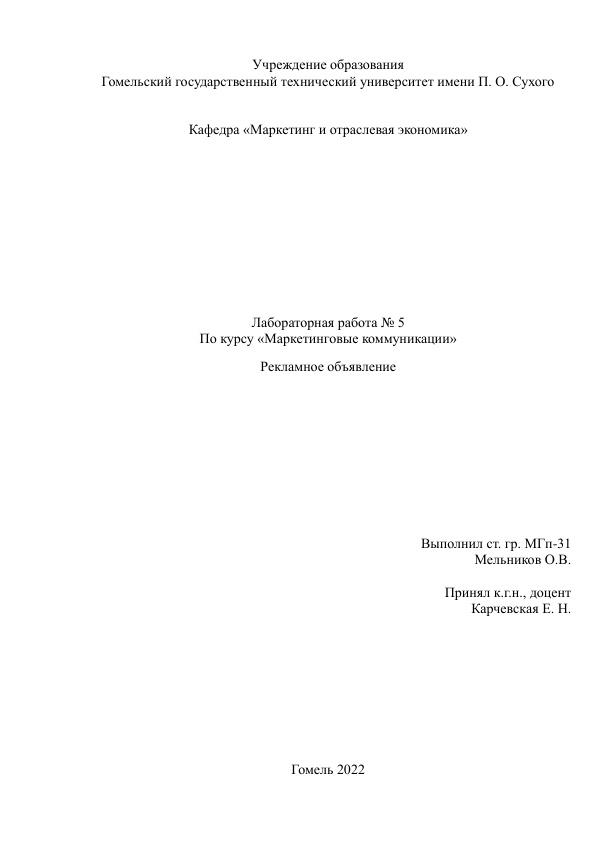 Учреждение образования
Гомельский государственный технический университет имени П. О. Сухого
Кафедра «Маркетинг и отраслевая экономика»
Лабораторная работа № 5
По курсу «Маркетинговые коммуникации»
Рекламное объявление
Выполнил ст. гр. МГп-31
Мельников О.В.
Принял к.г.н., доцент
Карчевская Е. Н.
Гомель 2022